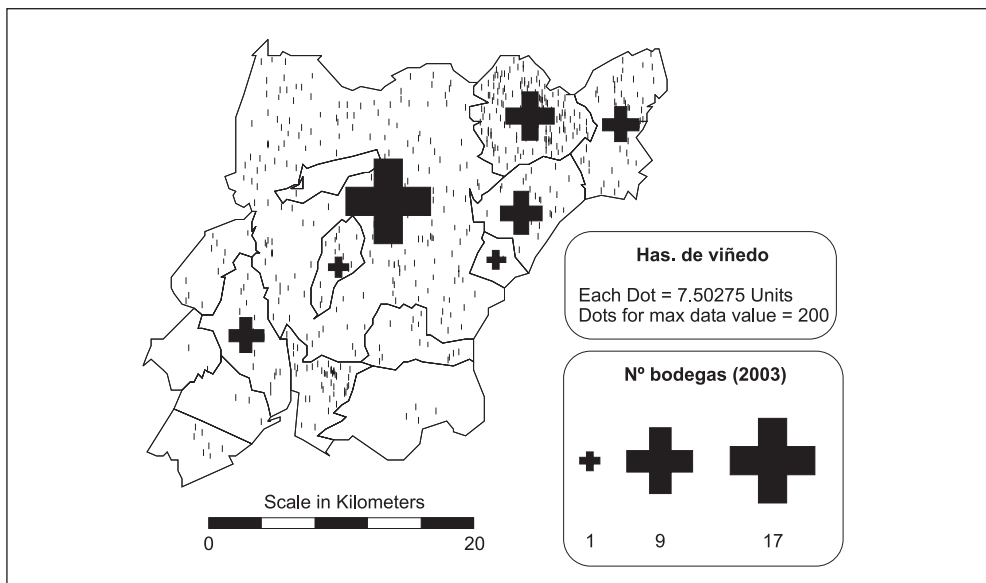 Has. de viñedo
Each Dot = 7.50275 Units
Dots for max data value = 200
Nº bodegas (2003)
1 9 17
Scale in Kilometers
0 20